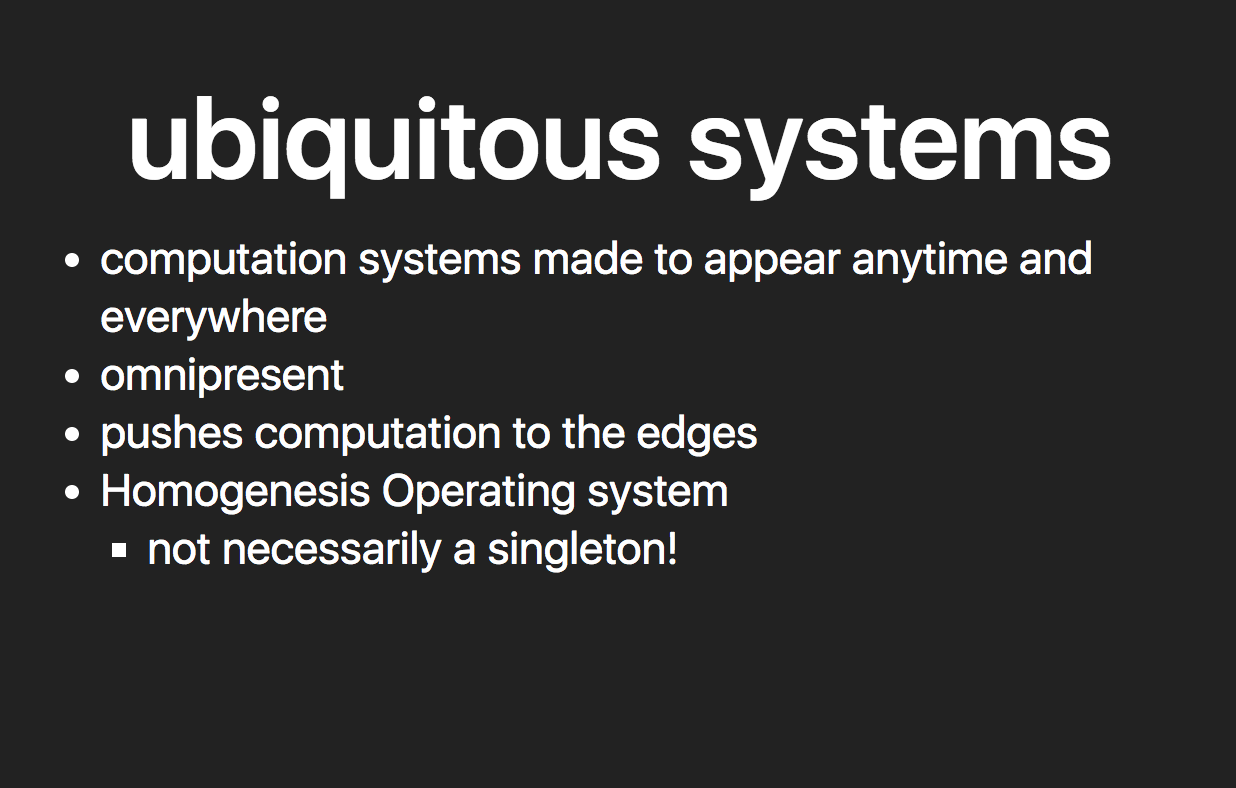 ubiquitous systems
computation systems made to appear anytime and
everywhere
omnipresent
pushes computation to the edges
Homogenesis Operating system
not necessarily a singleton!